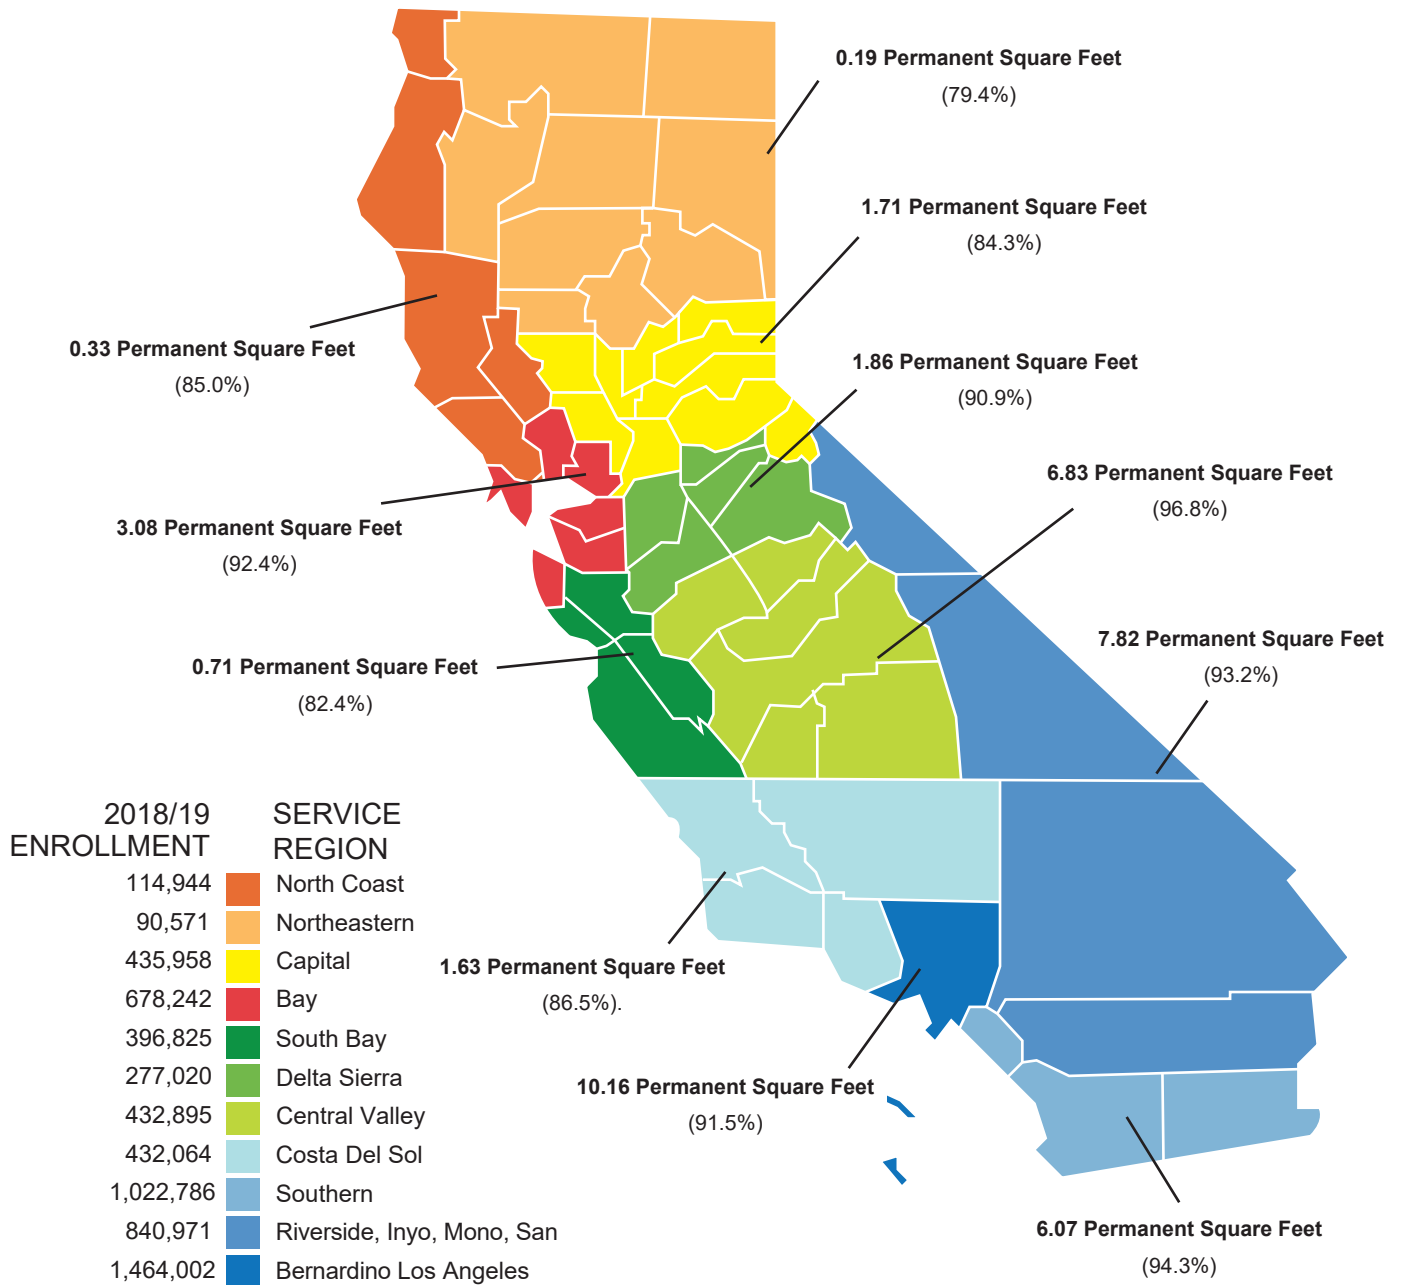 0.19 Permanent Square Feet
(79.4%)
1.71 Permanent Square Feet
(84.3%)
0.33 Permanent Square Feet
(85.0%)
1.86 Permanent Square Feet
(90.9%)
6.83 Permanent Square Feet
(96.8%)
3.08 Permanent Square Feet
(92.4%)
7.82 Permanent Square Feet
(93.2%)
0.71 Permanent Square Feet
(82.4%)
1.63 Permanent Square Feet
(86.5%).
10.16 Permanent Square Feet
(91.5%)
6.07 Permanent Square Feet
(94.3%)
2018/19 SERVICE
ENROLLMENT REGION
114,944 North Coast
90,571 Northeastern
435,958 Capital
678,242 Bay
396,825 South Bay
277,020 Delta Sierra
432,895 Central Valley
432,064 Costa Del Sol
1,022,786 Southern
840,971 Riverside, Inyo, Mono, San
1,464,002 Bernardino Los Angeles